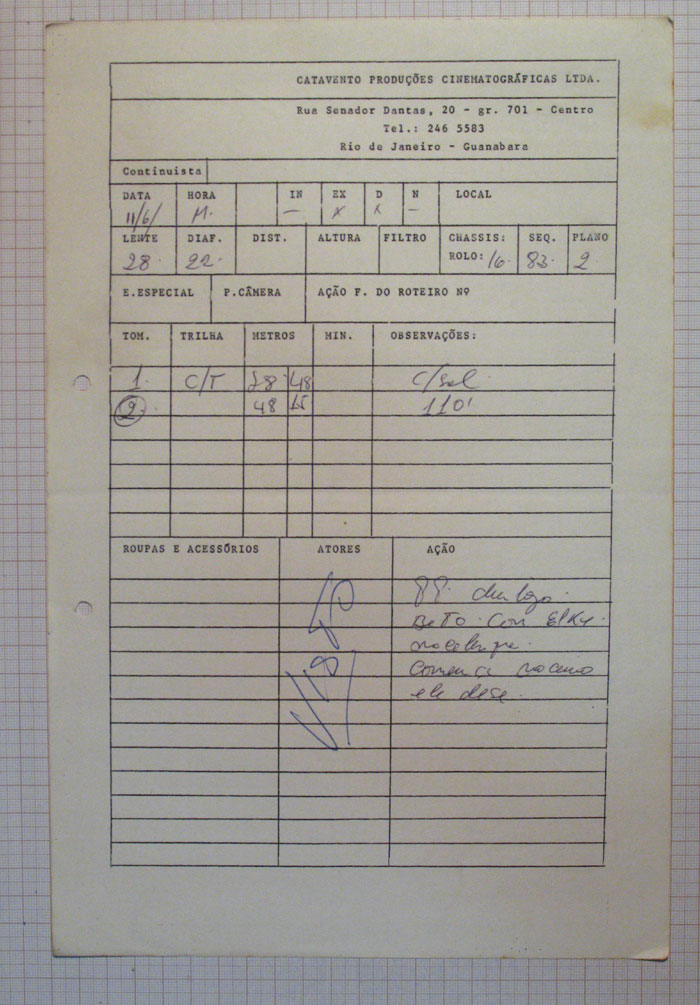 CATAVENTO PRODUÇÕES CINEMATOGRÁFICAS LTDA.
Rua Senador Dantas, 20 - gr. 701 - Centro
Tel.: 246 5583
Rio de Janeiro - Guanabara
Continuista
DATA HORA IN EX D N LOCAL
11/6/ M. — X X —
LENTE DIAF. DIST. ALTURA FILTRO CHASSIS: SEQ. PLANO
28. 22. ROLO: 16. 83. 2
E.ESPECIAL P.CÂMERA AÇÃO F. DO ROTEIRO Nº
TOM. TRILHA METROS MIN. OBSERVAÇÕES:
1. C/T 28 48 C/Sol
2. 48 110'
ROUPAS E ACESSÓRIOS ATORES AÇÃO
PP.
Beto. Com Elke.
ele